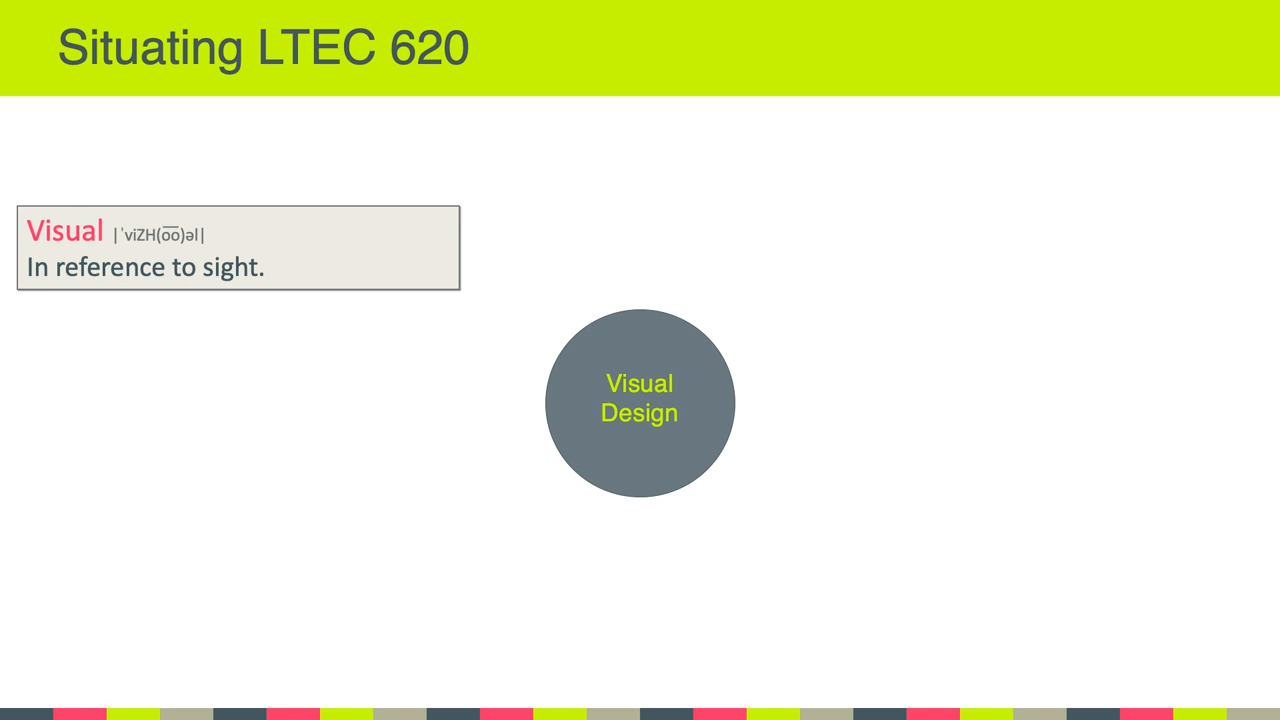 Situating LTEC 620
Visual |ˈviZH(o͞o)əl|
In reference to sight.
Visual
Design